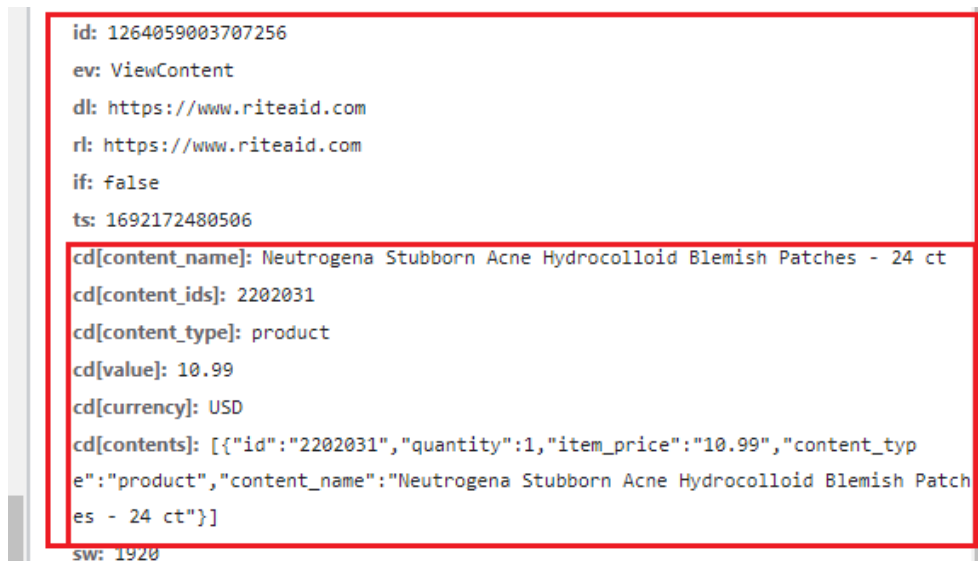 id: 1264059003707256
ev: ViewContent
dl: https://www.riteaid.com
rl: https://www.riteaid.com
if: false
ts: 1692172480506
cd[content_name]: Neutrogena Stubborn Acne Hydrocolloid Blemish Patches - 24 ct
cd[content_ids]: 2202031
cd[content_type]: product
cd[value]: 10.99
cd[currency]: USD
cd[contents]: [{"id":"2202031","quantity":1,"item_price":"10.99","content_typ
e":"product","content_name":"Neutrogena Stubborn Acne Hydrocolloid Blemish Patch
es - 24 ct"}]
sw: 1920